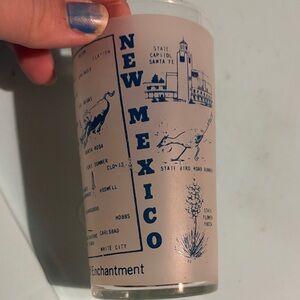 CLAYTON
NEW MEXICO
STATE
CAPITOL
SANTA FE
SANTA ROSA
FORT SUMNER
CLOVIS
STATE BIRD ROAD RUNNER
ROSWELL
HOBBS
STATE
FLOWER
YUCCA
CARLSBAD
WHITE CITY
Enchantment